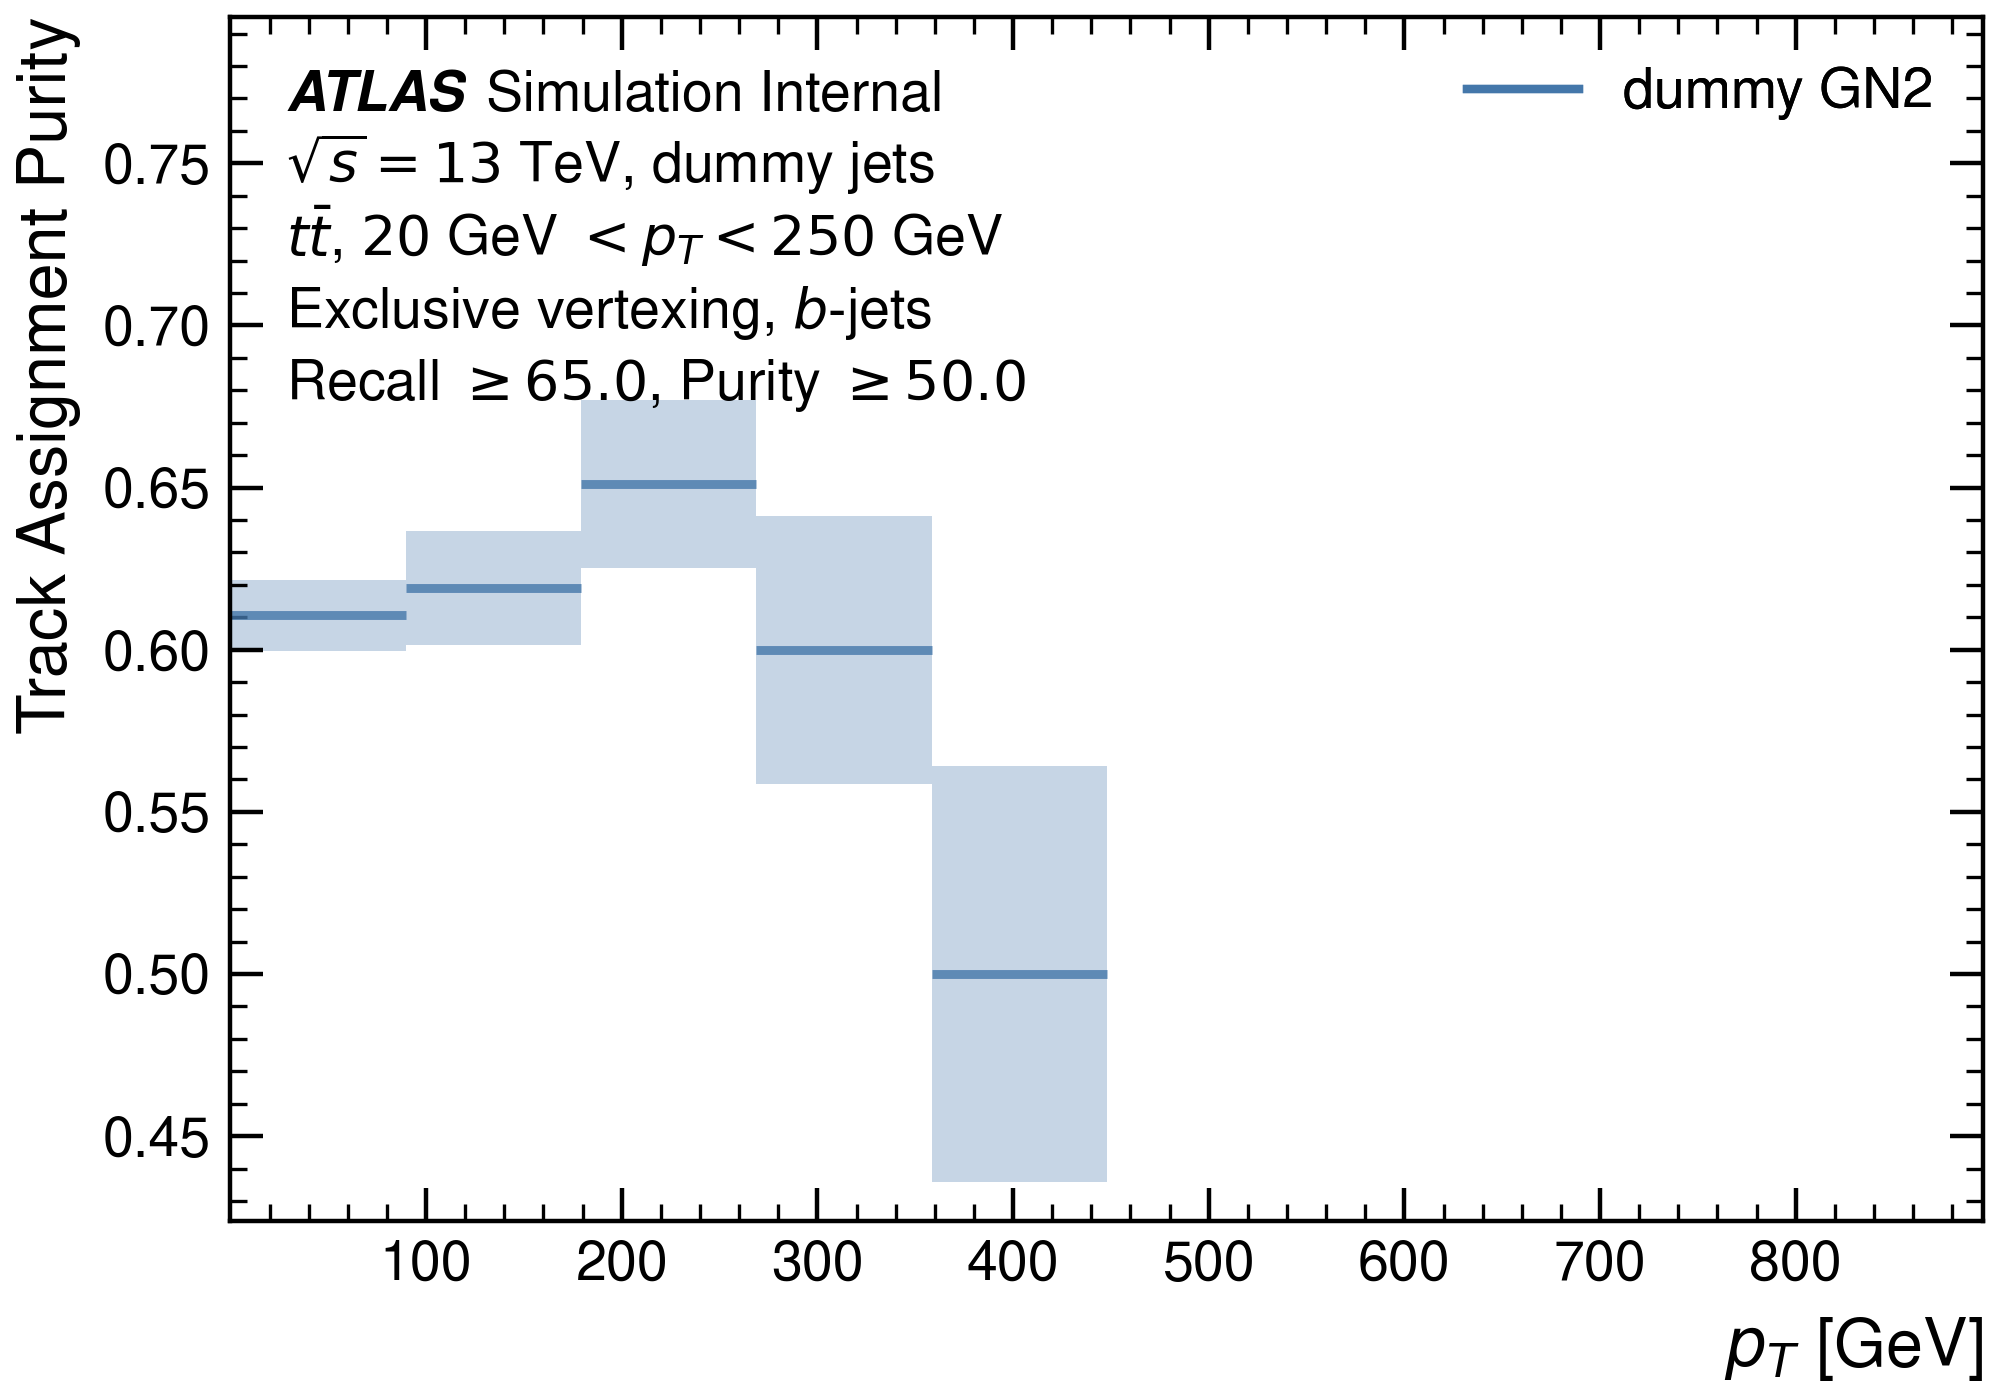 Track Assignment Purity
ATLAS Simulation Internal
√s = 13 TeV, dummy jets
tt̄, 20 GeV < p_T < 250 GeV
Exclusive vertexing, b-jets
Recall ≥ 65.0, Purity ≥ 50.0
dummy GN2
0.75
0.70
0.65
0.60
0.55
0.50
0.45
100 200 300 400 500 600 700 800
p_T [GeV]